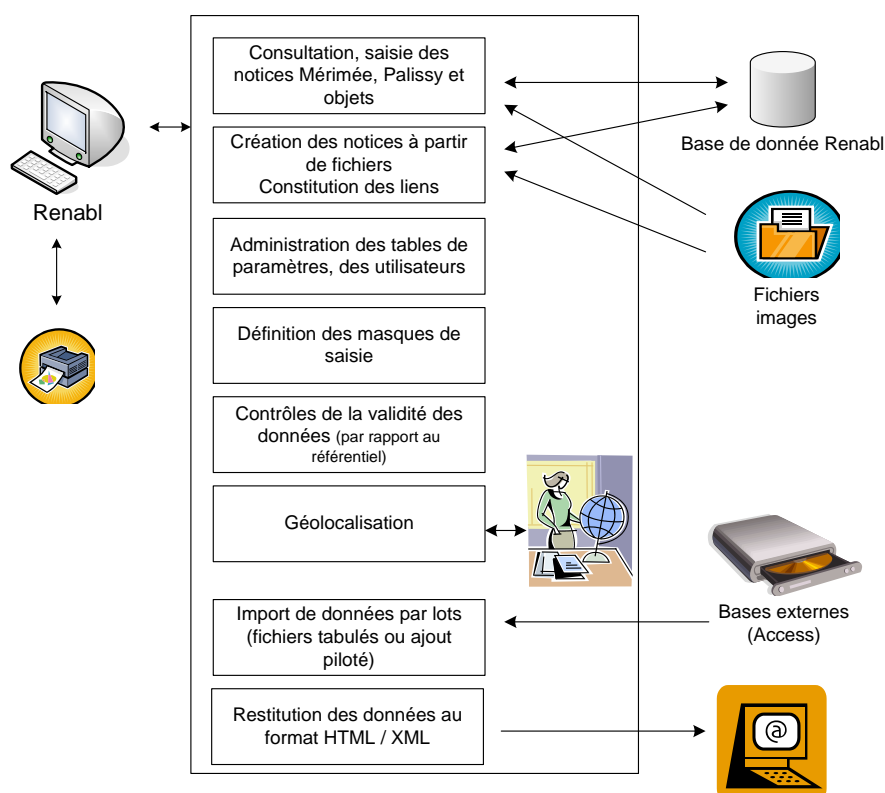 Consultation, saisie des
notices Mérimée, Palissy et
objets
Base de donnée Renabl
Création des notices à partir
de fichiers
Constitution des liens
Renabl
Administration des tables de
paramètres, des utilisateurs
Fichiers
images
Définition des masques de
saisie
Contrôles de la validité des
données (par rapport au
référentiel)
Géolocalisation
Import de données par lots
(fichiers tabulés ou ajout
piloté)
Bases externes
(Access)
Restitution des données au
format HTML / XML
@